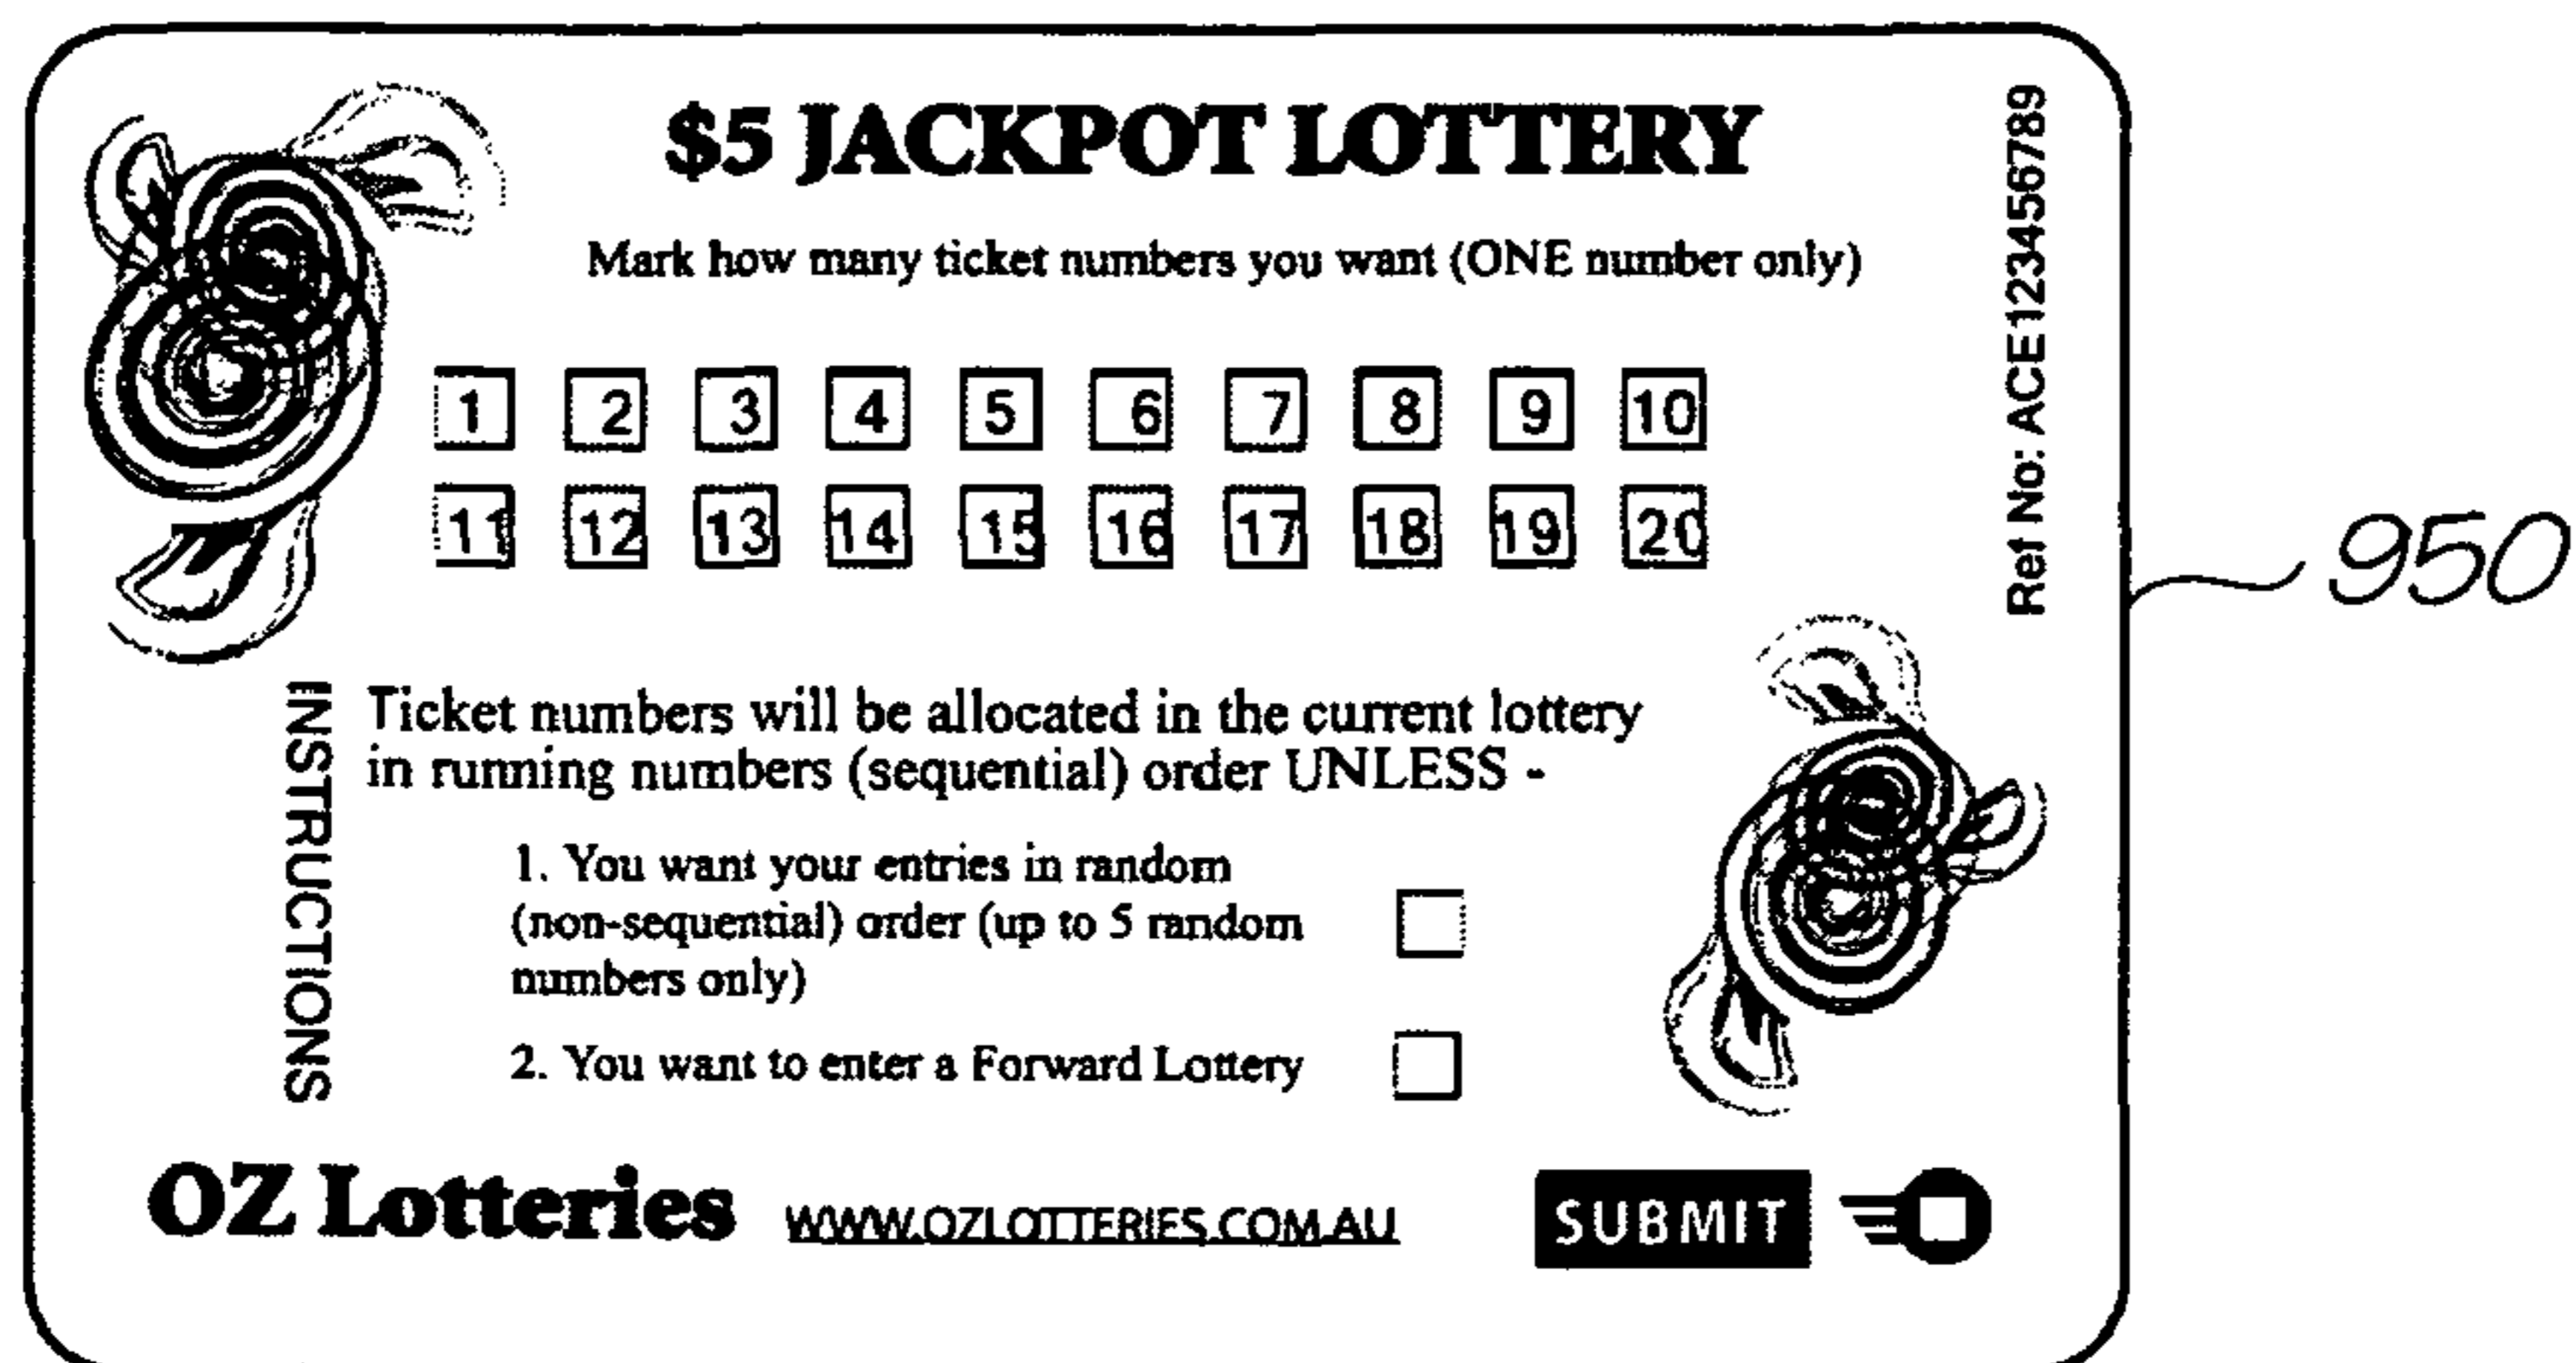 $5 JACKPOT LOTTERY
Mark how many ticket numbers you want (ONE number only)
1 2 3 4 5 6 7 8 9 10
11 12 13 14 15 16 17 18 19 20
Ref No: ACE123456789
950
INSTRUCTIONS
Ticket numbers will be allocated in the current lottery
in running numbers (sequential) order UNLESS -
1. You want your entries in random
(non-sequential) order (up to 5 random
numbers only)
2. You want to enter a Forward Lottery
OZ Lotteries WWW.OZLOTTERIES.COM.AU SUBMIT